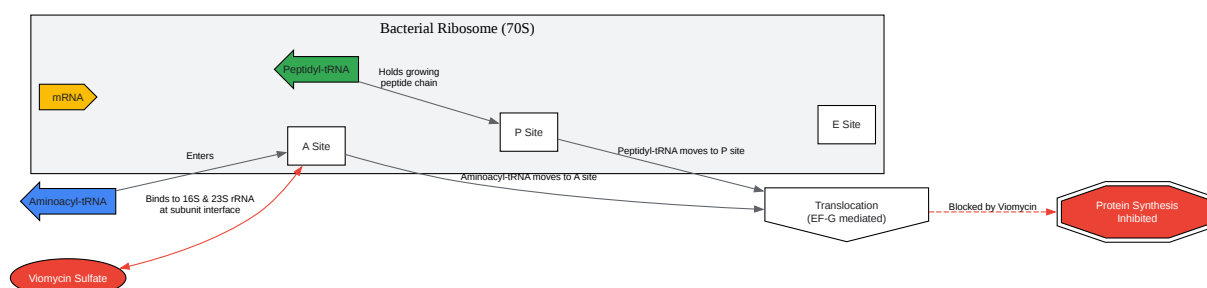 Bacterial Ribosome (70S)
Peptidyl-tRNA
Holds growing
peptide chain
mRNA
P Site
E Site
A Site
Enters
Peptidyl-tRNA moves to P site
Aminoacyl-tRNA moves to A site
Aminoacyl-tRNA
Binds to 16S & 23S rRNA
at subunit interface
Translocation
(EF-G mediated)
Blocked by Viomycin
Protein Synthesis
Inhibited
Viomycin Sulfate